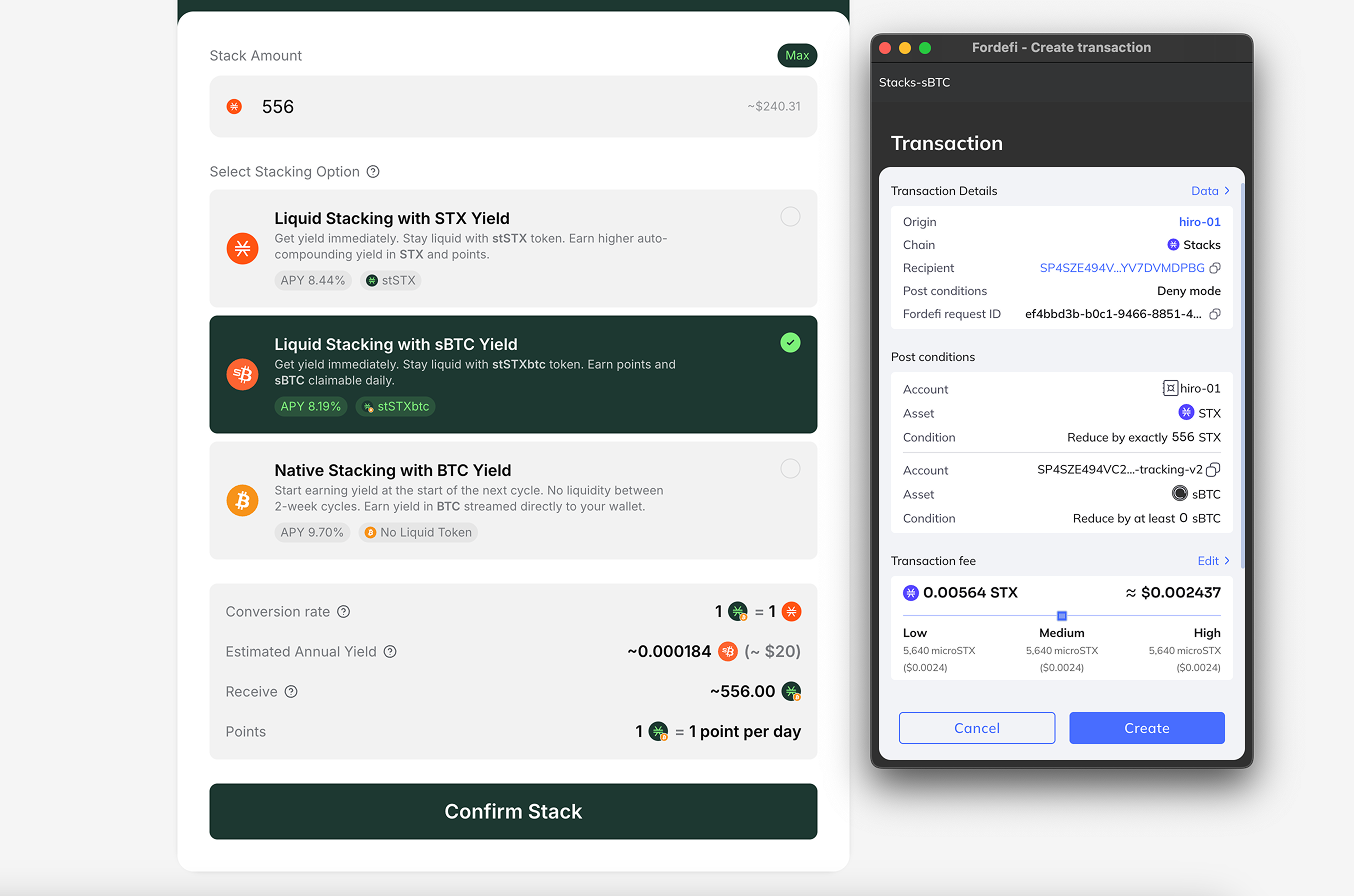 Stack Amount
Max
556
~$240.31
Select Stacking Option
Liquid Stacking with STX Yield
Get yield immediately. Stay liquid with stSTX token. Earn higher auto-
compounding yield in STX and points.
APY 8.44% stSTX
Liquid Stacking with sBTC Yield
Get yield immediately. Stay liquid with stSTXbtc token. Earn points and
sBTC claimable daily.
APY 8.19% stSTXbtc
Native Stacking with BTC Yield
Start earning yield at the start of the next cycle. No liquidity between
2-week cycles. Earn yield in BTC streamed directly to your wallet.
APY 9.70% No Liquid Token
Conversion rate 1 = 1
Estimated Annual Yield ~0.000184 (~ $20)
Receive ~556.00
Points 1 = 1 point per day
Confirm Stack
Fordefi - Create transaction
Stacks-sBTC
Transaction
Transaction Details Data
Origin hiro-01
Chain Stacks
Recipient SP4SZE494V...YV7DVMDPBG
Post conditions Deny mode
Fordefi request ID ef4bbd3b-b0c1-9466-8851-4...
Post conditions
Account hiro-01
Asset STX
Condition Reduce by exactly 556 STX
Account SP4SZE494VC2...-tracking-v2
Asset sBTC
Condition Reduce by at least 0 sBTC
Transaction fee Edit
0.00564 STX ≈ $0.002437
Low Medium High
5,640 microSTX 5,640 microSTX 5,640 microSTX
($0.0024) ($0.0024) ($0.0024)
Cancel Create